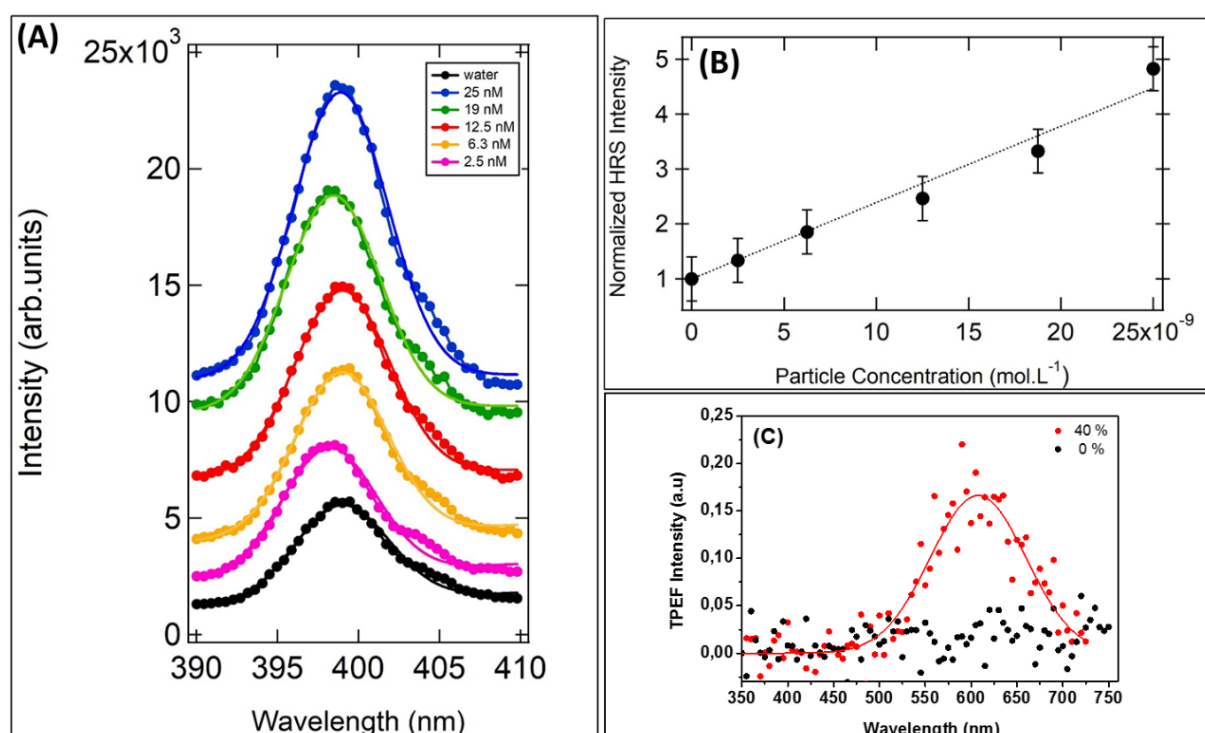 (A)
25x10³
20
15
10
5
0
Intensity (arb.units)
water
25 nM
19 nM
12.5 nM
6.3 nM
2.5 nM
390 395 400 405 410
Wavelength (nm)
(B)
5
4
3
2
1
Normalized HRS Intensity
0 5 10 15 20 25x10⁻⁹
Particle Concentration (mol.L⁻¹)
(C)
40 %
0 %
0,25
0,20
0,15
0,10
0,05
0,00
TPEF Intensity (a.u)
350 400 450 500 550 600 650 700 750
Wavelength (nm)